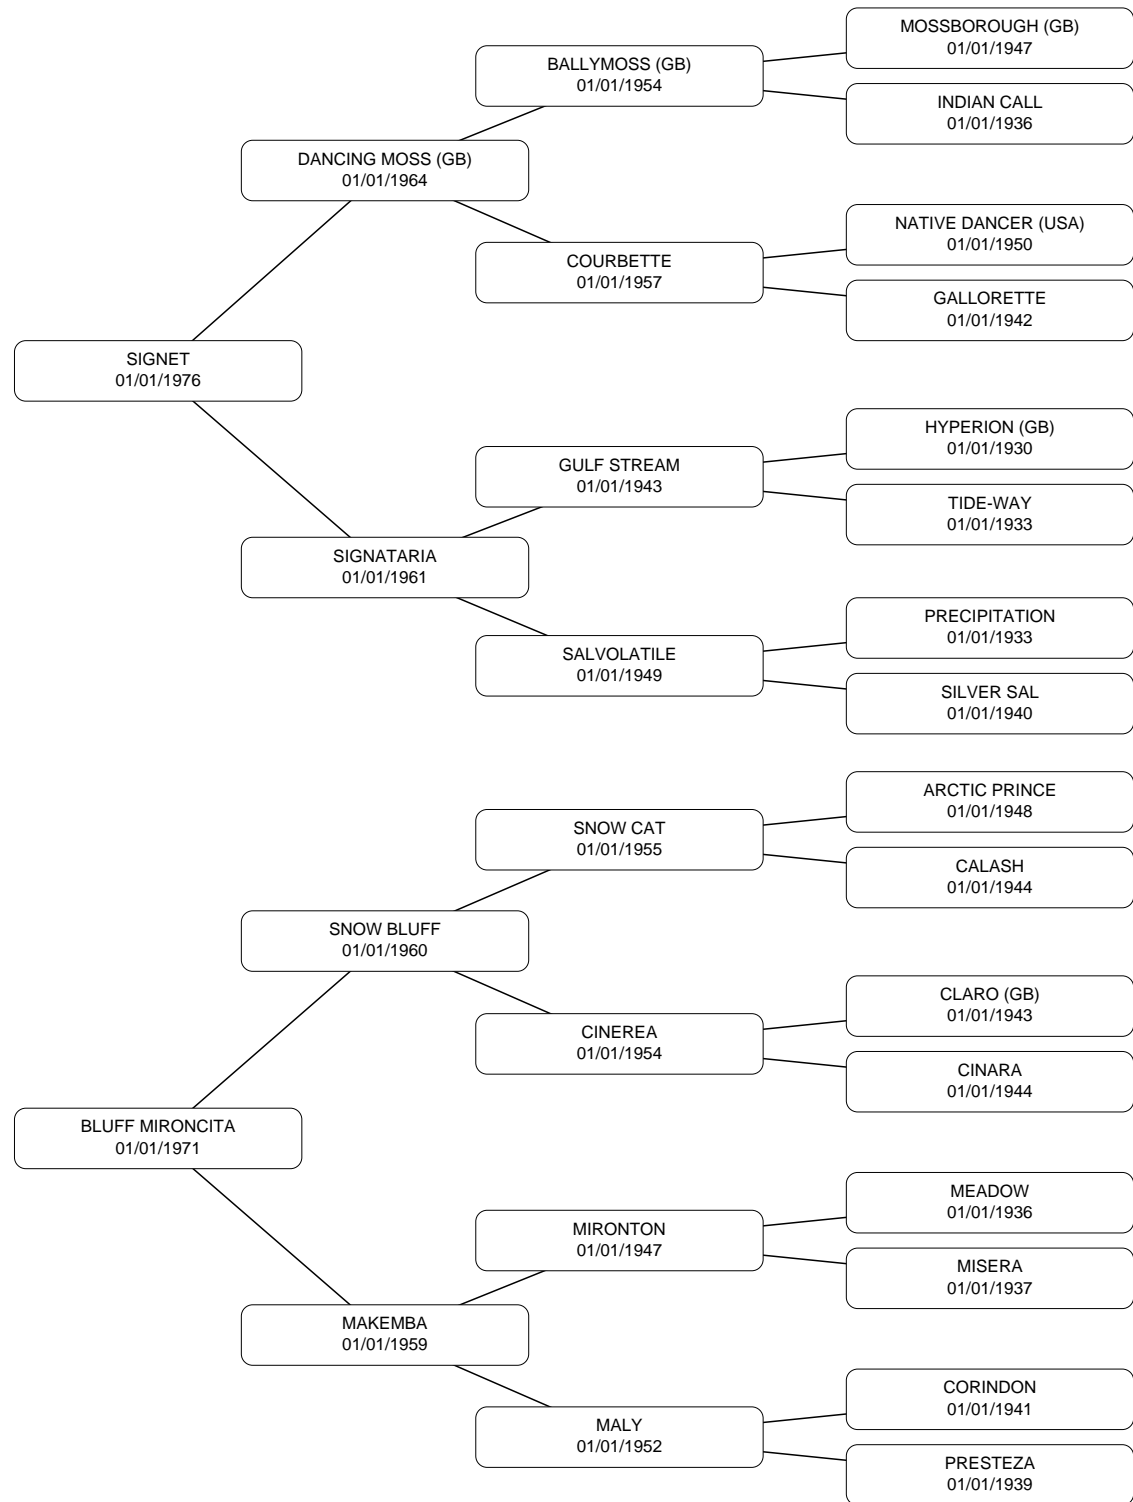 MOSSBOROUGH (GB)
01/01/1947
BALLYMOSS (GB)
01/01/1954
INDIAN CALL
01/01/1936
DANCING MOSS (GB)
01/01/1964
NATIVE DANCER (USA)
01/01/1950
COURBETTE
01/01/1957
GALLORETTE
01/01/1942
SIGNET
01/01/1976
HYPERION (GB)
01/01/1930
GULF STREAM
01/01/1943
TIDE-WAY
01/01/1933
SIGNATARIA
01/01/1961
PRECIPITATION
01/01/1933
SALVOLATILE
01/01/1949
SILVER SAL
01/01/1940
ARCTIC PRINCE
01/01/1948
SNOW CAT
01/01/1955
CALASH
01/01/1944
SNOW BLUFF
01/01/1960
CLARO (GB)
01/01/1943
CINEREA
01/01/1954
CINARA
01/01/1944
BLUFF MIRONCITA
01/01/1971
MEADOW
01/01/1936
MIRONTON
01/01/1947
MISERA
01/01/1937
MAKEMBA
01/01/1959
CORINDON
01/01/1941
MALY
01/01/1952
PRESTEZA
01/01/1939